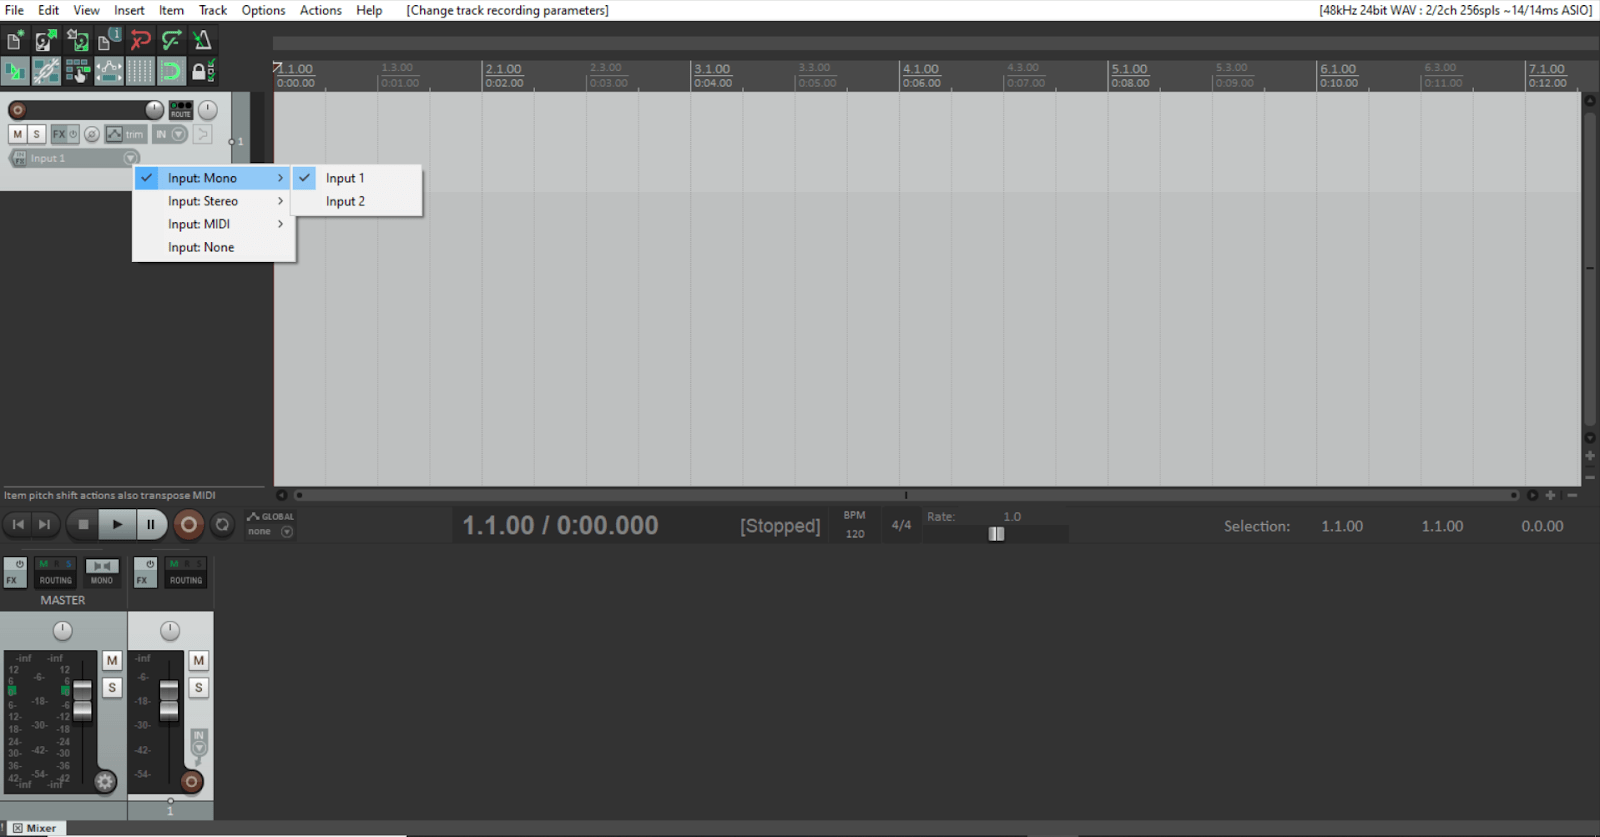 File Edit View Insert Item Track Options Actions Help [Change track recording parameters] [48kHz 24bit WAV : 2/2ch 256spls ~14/14ms ASIO]
1.1.00 1.3.00 2.1.00 2.3.00 3.1.00 3.3.00 4.1.00 4.3.00 5.1.00 5.3.00 6.1.00 6.3.00 7.1.00
0:00.00 0:01.00 0:02.00 0:03.00 0:04.00 0:05.00 0:06.00 0:07.00 0:08.00 0:09.00 0:10.00 0:11.00 0:12.00
ROUTE
M S FX trim IN
1
IN FX Input 1
Input: Mono Input 1
Input: Stereo Input 2
Input: MIDI
Input: None
Item pitch shift actions also transpose MIDI
GLOBAL
none
1.1.00 / 0:00.000 [Stopped]
BPM
120
4/4
Rate: 1.0
Selection: 1.1.00 1.1.00 0.0.00
M R S M R S
FX ROUTING MONO FX ROUTING
MASTER
-inf -inf M -inf M
12 12
6 -6- 6 S -6- S
6- -18- -6 -18-
12- -12
18- -30- -18 -30- IN
24- -24
30- -42- -30 -42-
36- -36
42- -54- -42 -54-
-inf -inf
1
Mixer